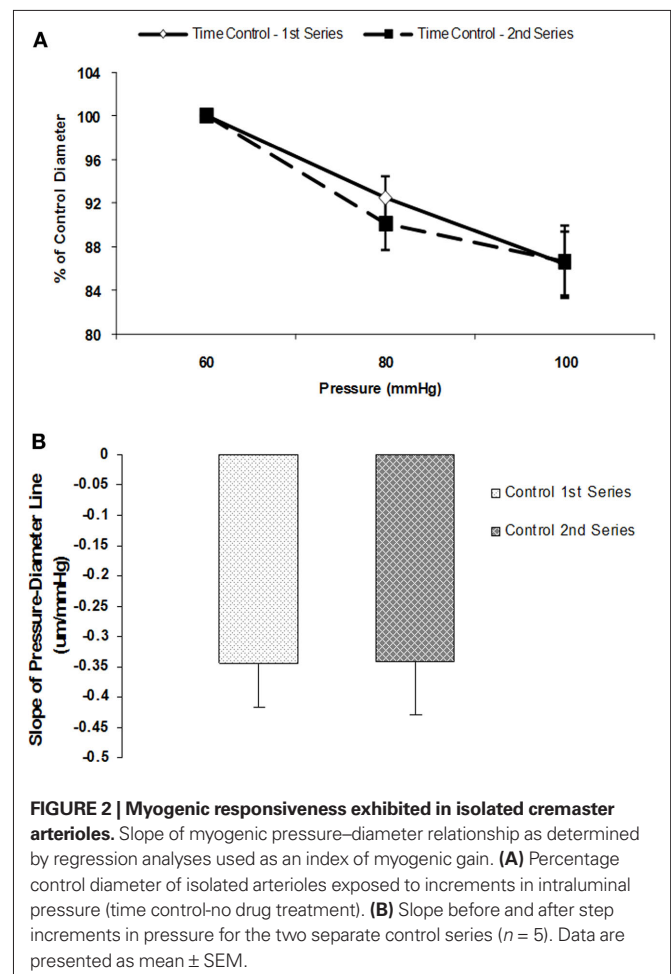 A
Time Control - 1st Series
Time Control - 2nd Series
% of Control Diameter
104
100
96
92
88
84
80
60
80
100
Pressure (mmHg)
B
Slope of Pressure-Diameter Line
(um/mmHg)
0
-0.05
-0.1
-0.15
-0.2
-0.25
-0.3
-0.35
-0.4
-0.45
-0.5
Control 1st Series
Control 2nd Series
FIGURE 2 | Myogenic responsiveness exhibited in isolated cremaster
arterioles. Slope of myogenic pressure–diameter relationship as determined
by regression analyses used as an index of myogenic gain. (A) Percentage
control diameter of isolated arterioles exposed to increments in intraluminal
pressure (time control-no drug treatment). (B) Slope before and after step
increments in pressure for the two separate control series (n = 5). Data are
presented as mean ± SEM.